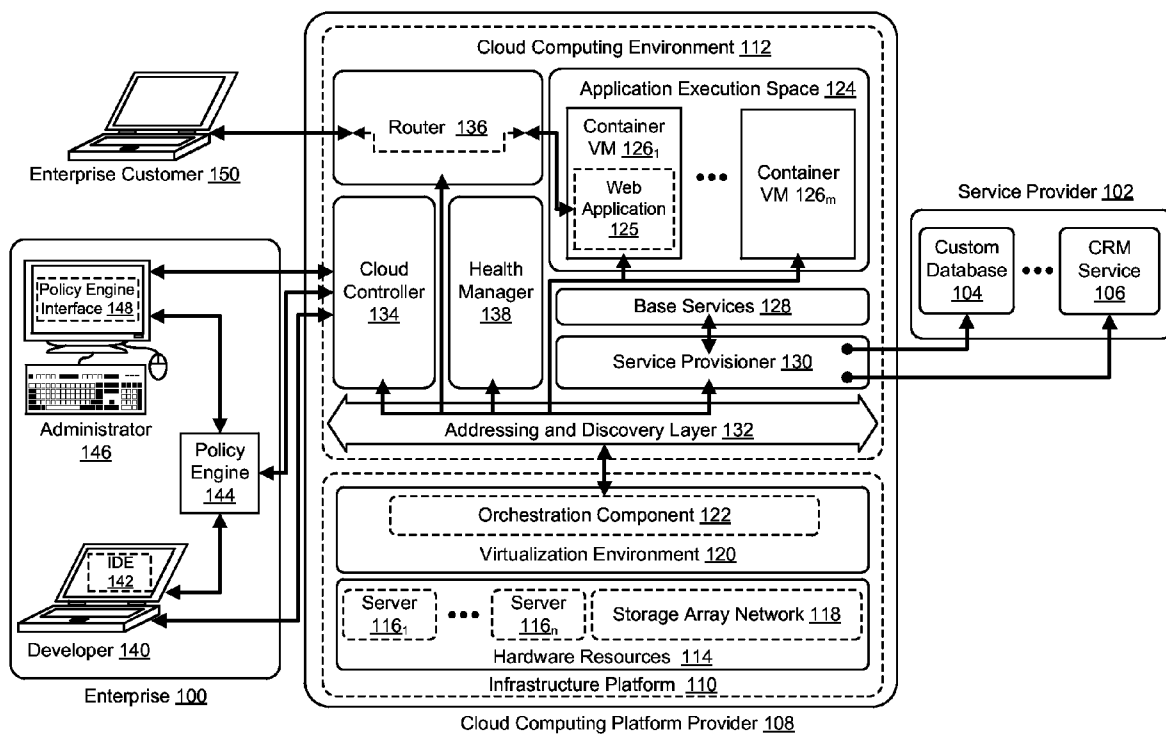 Cloud Computing Environment 112
Application Execution Space 124
Router 136
Container
VM 126₁
Web
Application
125
Container
VM 126ₘ
Enterprise Customer 150
Service Provider 102
Custom
Database
104
CRM
Service
106
Policy Engine
Interface 148
Administrator
146
Policy
Engine
144
IDE
142
Developer 140
Enterprise 100
Cloud
Controller
134
Health
Manager
138
Base Services 128
Service Provisioner 130
Addressing and Discovery Layer 132
Orchestration Component 122
Virtualization Environment 120
Server
116₁
Server
116ₙ
Storage Array Network 118
Hardware Resources 114
Infrastructure Platform 110
Cloud Computing Platform Provider 108